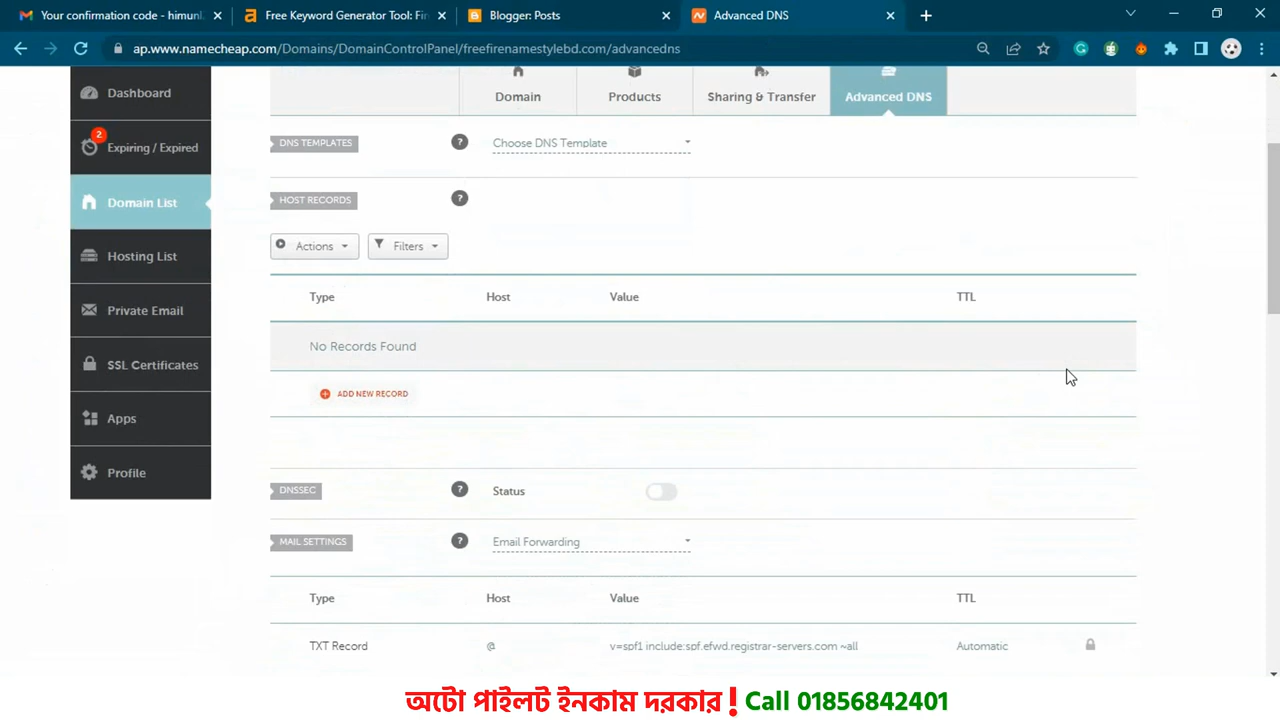 Your confirmation code - himunl
Free Keyword Generator Tool: Fin
Blogger: Posts
Advanced DNS
ap.www.namecheap.com/Domains/DomainControlPanel/freefirenamestylebd.com/advancedns
Dashboard
2
Expiring / Expired
Domain List
Hosting List
Private Email
SSL Certificates
Apps
Profile
Domain
Products
Sharing & Transfer
Advanced DNS
DNS TEMPLATES
?
Choose DNS Template
HOST RECORDS
?
Actions
Filters
Type Host Value TTL
No Records Found
ADD NEW RECORD
DNSSEC
?
Status
MAIL SETTINGS
?
Email Forwarding
Type Host Value TTL
TXT Record @ v=spf1 include:spf.efwd.registrar-servers.com ~all Automatic
অটো পাইলট ইনকাম দরকার ! Call 01856842401